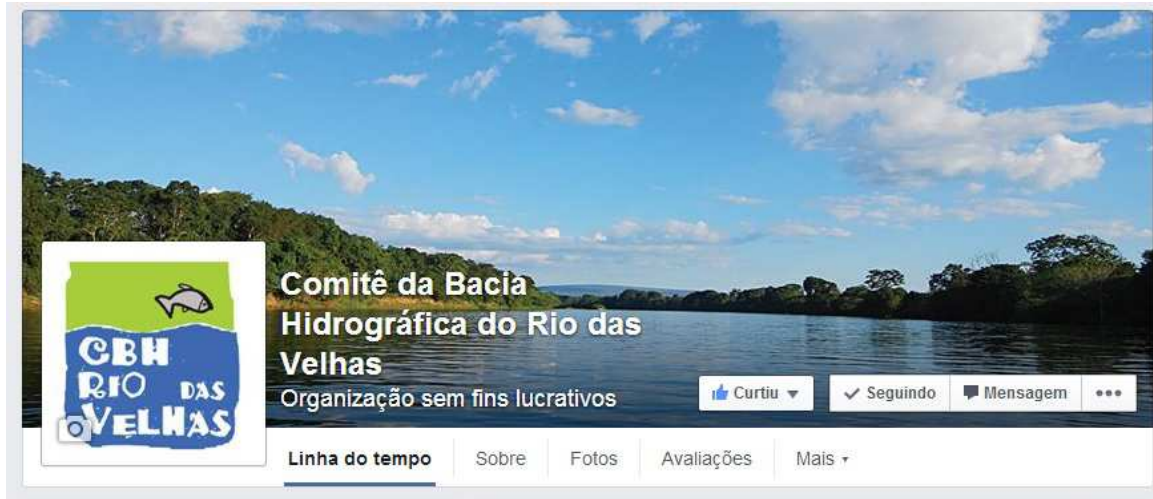 Comitê da Bacia
Hidrográfica do Rio das
Velhas
Organização sem fins lucrativos
CBH
RIO DAS
VELHAS
Curtiu
Seguindo
Mensagem
Linha do tempo
Sobre
Fotos
Avaliações
Mais